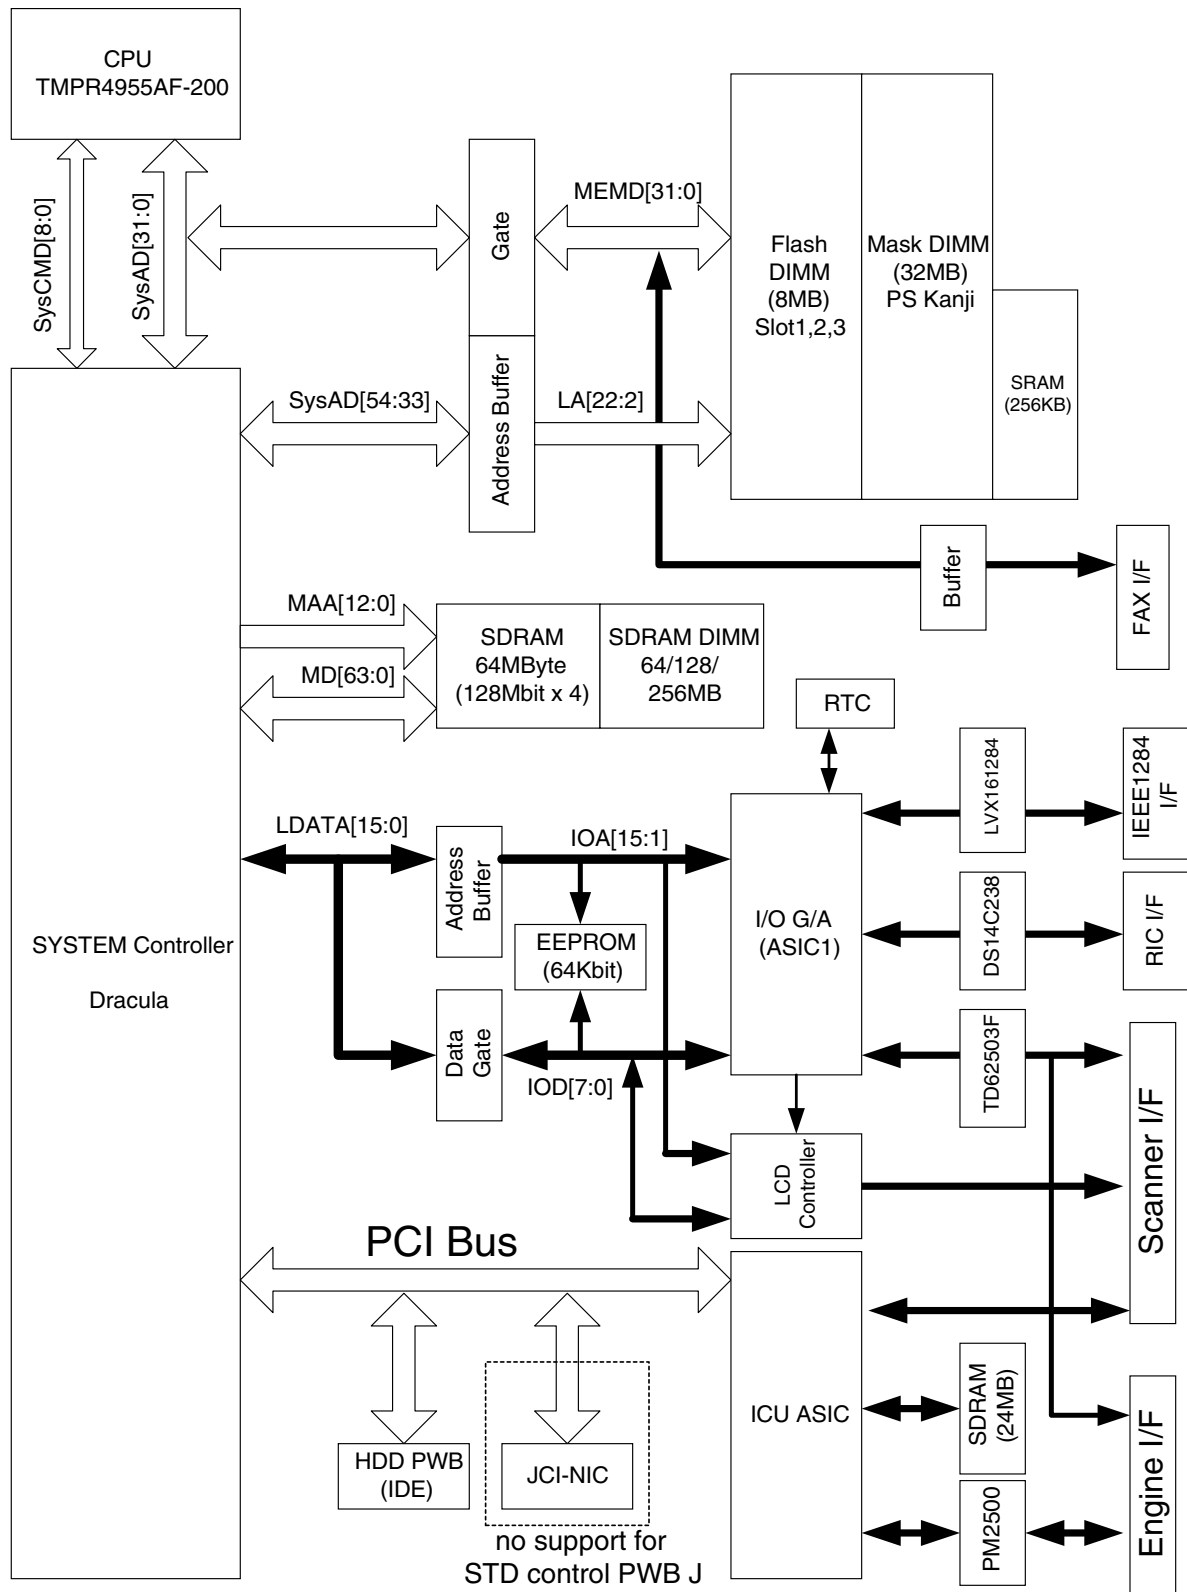 CPU
TMPR4955AF-200
SysCMD[8:0]
SysAD[31:0]
Gate
MEMD[31:0]
Flash
DIMM
(8MB)
Slot1,2,3
Mask DIMM
(32MB)
PS Kanji
SRAM
(256KB)
SysAD[54:33]
Address Buffer
LA[22:2]
Buffer
FAX I/F
MAA[12:0]
MD[63:0]
SDRAM
64MByte
(128Mbit x 4)
SDRAM DIMM
64/128/
256MB
RTC
LVX161284
IEEE1284
I/F
LDATA[15:0]
Address
Buffer
IOA[15:1]
EEPROM
(64Kbit)
I/O G/A
(ASIC1)
DS14C238
RIC I/F
SYSTEM Controller
Dracula
Data
Gate
IOD[7:0]
TD62503F
Scanner I/F
LCD
Controller
PCI Bus
HDD PWB
(IDE)
JCI-NIC
no support for
STD control PWB J
ICU ASIC
SDRAM
(24MB)
PM2500
Engine I/F